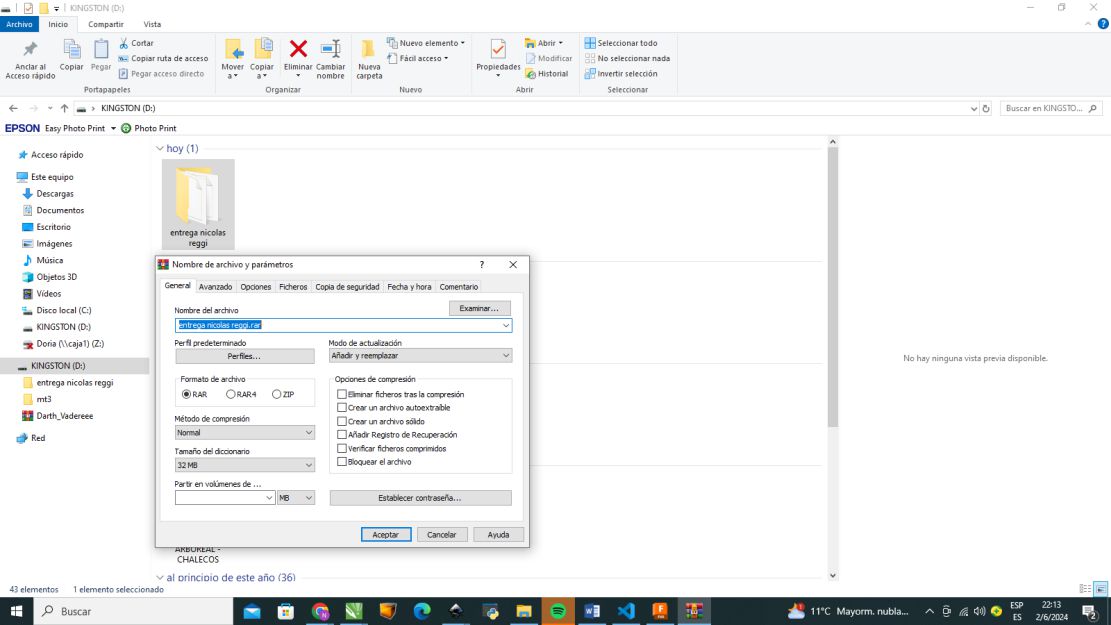 KINGSTON (D:)
Archivo
Inicio
Compartir
Vista
Anclar al
Acceso rápido
Copiar
Pegar
Cortar
Copiar ruta de acceso
Pegar acceso directo
Portapapeles
Mover
a
Copiar
a
Eliminar
Cambiar
nombre
Organizar
Nueva
carpeta
Nuevo elemento
Fácil acceso
Nuevo
Propiedades
Abrir
Modificar
Historial
Abrir
Seleccionar todo
No seleccionar nada
Invertir selección
Seleccionar
KINGSTON (D:)
Buscar en KINGSTO...
EPSON Easy Photo Print
Photo Print
Acceso rápido
Este equipo
Descargas
Documentos
Escritorio
Imágenes
Música
Objetos 3D
Vídeos
Disco local (C:)
KINGSTON (D:)
Doria (\\caja1) (Z:)
KINGSTON (D:)
entrega nicolas reggi
mt3
Darth_Vadereee
Red
hoy (1)
entrega nicolas
reggi
Nombre de archivo y parámetros
?
General
Avanzado
Opciones
Ficheros
Copia de seguridad
Fecha y hora
Comentario
Nombre del archivo
Examinar...
entrega nicolas reggi.rar
Perfil predeterminado
Perfiles...
Modo de actualización
Añadir y reemplazar
Formato de archivo
RAR
RAR4
ZIP
Método de compresión
Normal
Tamaño del diccionario
32 MB
Partir en volúmenes de ...
MB
Opciones de compresión
Eliminar ficheros tras la compresión
Crear un archivo autoextraíble
Crear un archivo sólido
Añadir Registro de Recuperación
Verificar ficheros comprimidos
Bloquear el archivo
Establecer contraseña...
Aceptar
Cancelar
Ayuda
ARBOREAL -
CHALECOS
al principio de este año (36)
No hay ninguna vista previa disponible.
43 elementos
1 elemento seleccionado
Buscar
11°C Mayorm. nubla...
ESP
ES
22:13
2/6/2024
2